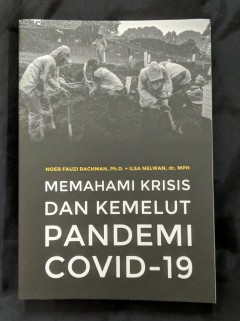 NOER FAUZI RACHMAN, Ph.D. • ILSA NELWAN, dr, MPH
MEMAHAMI KRISIS
DAN KEMELUT
PANDEMI
COVID-19